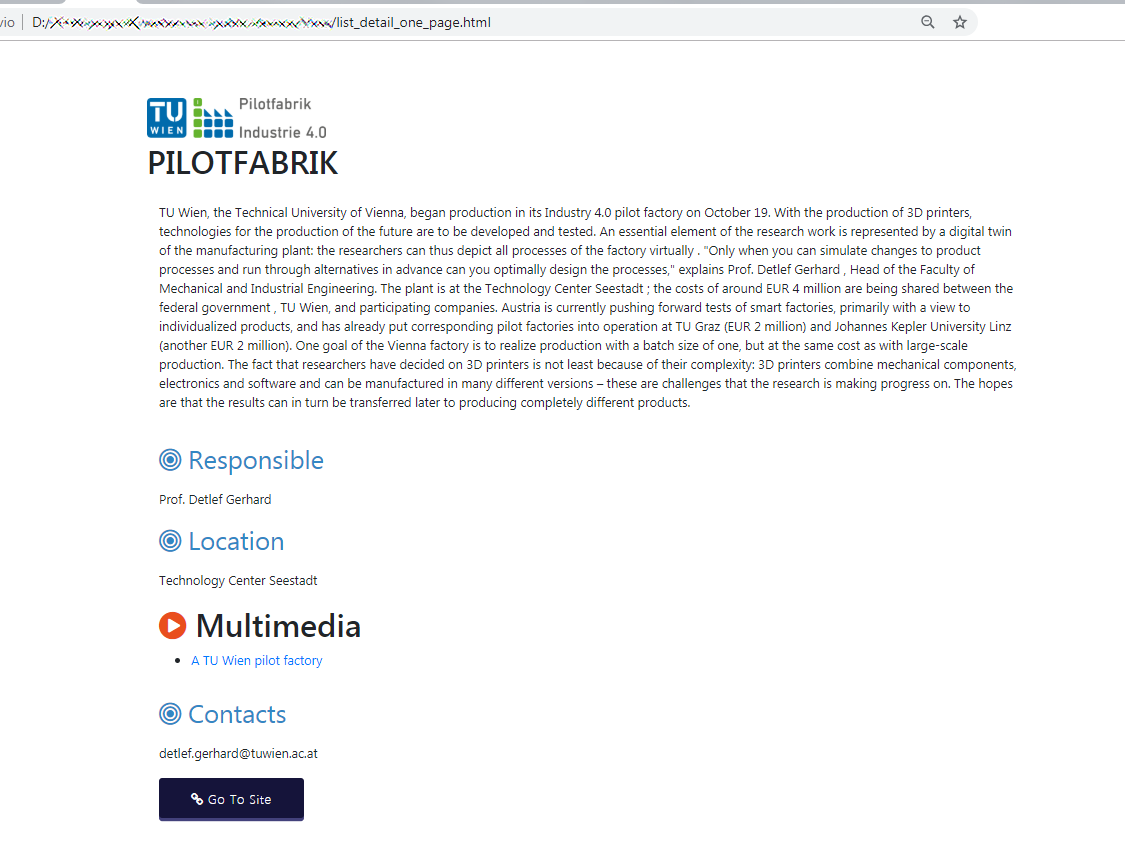 vio
D:/ /list_detail_one_page.html
TU
WIEN
Pilotfabrik
Industrie 4.0
PILOTFABRIK
TU Wien, the Technical University of Vienna, began production in its Industry 4.0 pilot factory on October 19. With the production of 3D printers,
technologies for the production of the future are to be developed and tested. An essential element of the research work is represented by a digital twin
of the manufacturing plant: the researchers can thus depict all processes of the factory virtually . "Only when you can simulate changes to product
processes and run through alternatives in advance can you optimally design the processes," explains Prof. Detlef Gerhard , Head of the Faculty of
Mechanical and Industrial Engineering. The plant is at the Technology Center Seestadt ; the costs of around EUR 4 million are being shared between the
federal government , TU Wien, and participating companies. Austria is currently pushing forward tests of smart factories, primarily with a view to
individualized products, and has already put corresponding pilot factories into operation at TU Graz (EUR 2 million) and Johannes Kepler University Linz
(another EUR 2 million). One goal of the Vienna factory is to realize production with a batch size of one, but at the same cost as with large-scale
production. The fact that researchers have decided on 3D printers is not least because of their complexity: 3D printers combine mechanical components,
electronics and software and can be manufactured in many different versions – these are challenges that the research is making progress on. The hopes
are that the results can in turn be transferred later to producing completely different products.
Responsible
Prof. Detlef Gerhard
Location
Technology Center Seestadt
Multimedia
A TU Wien pilot factory
Contacts
detlef.gerhard@tuwien.ac.at
Go To Site